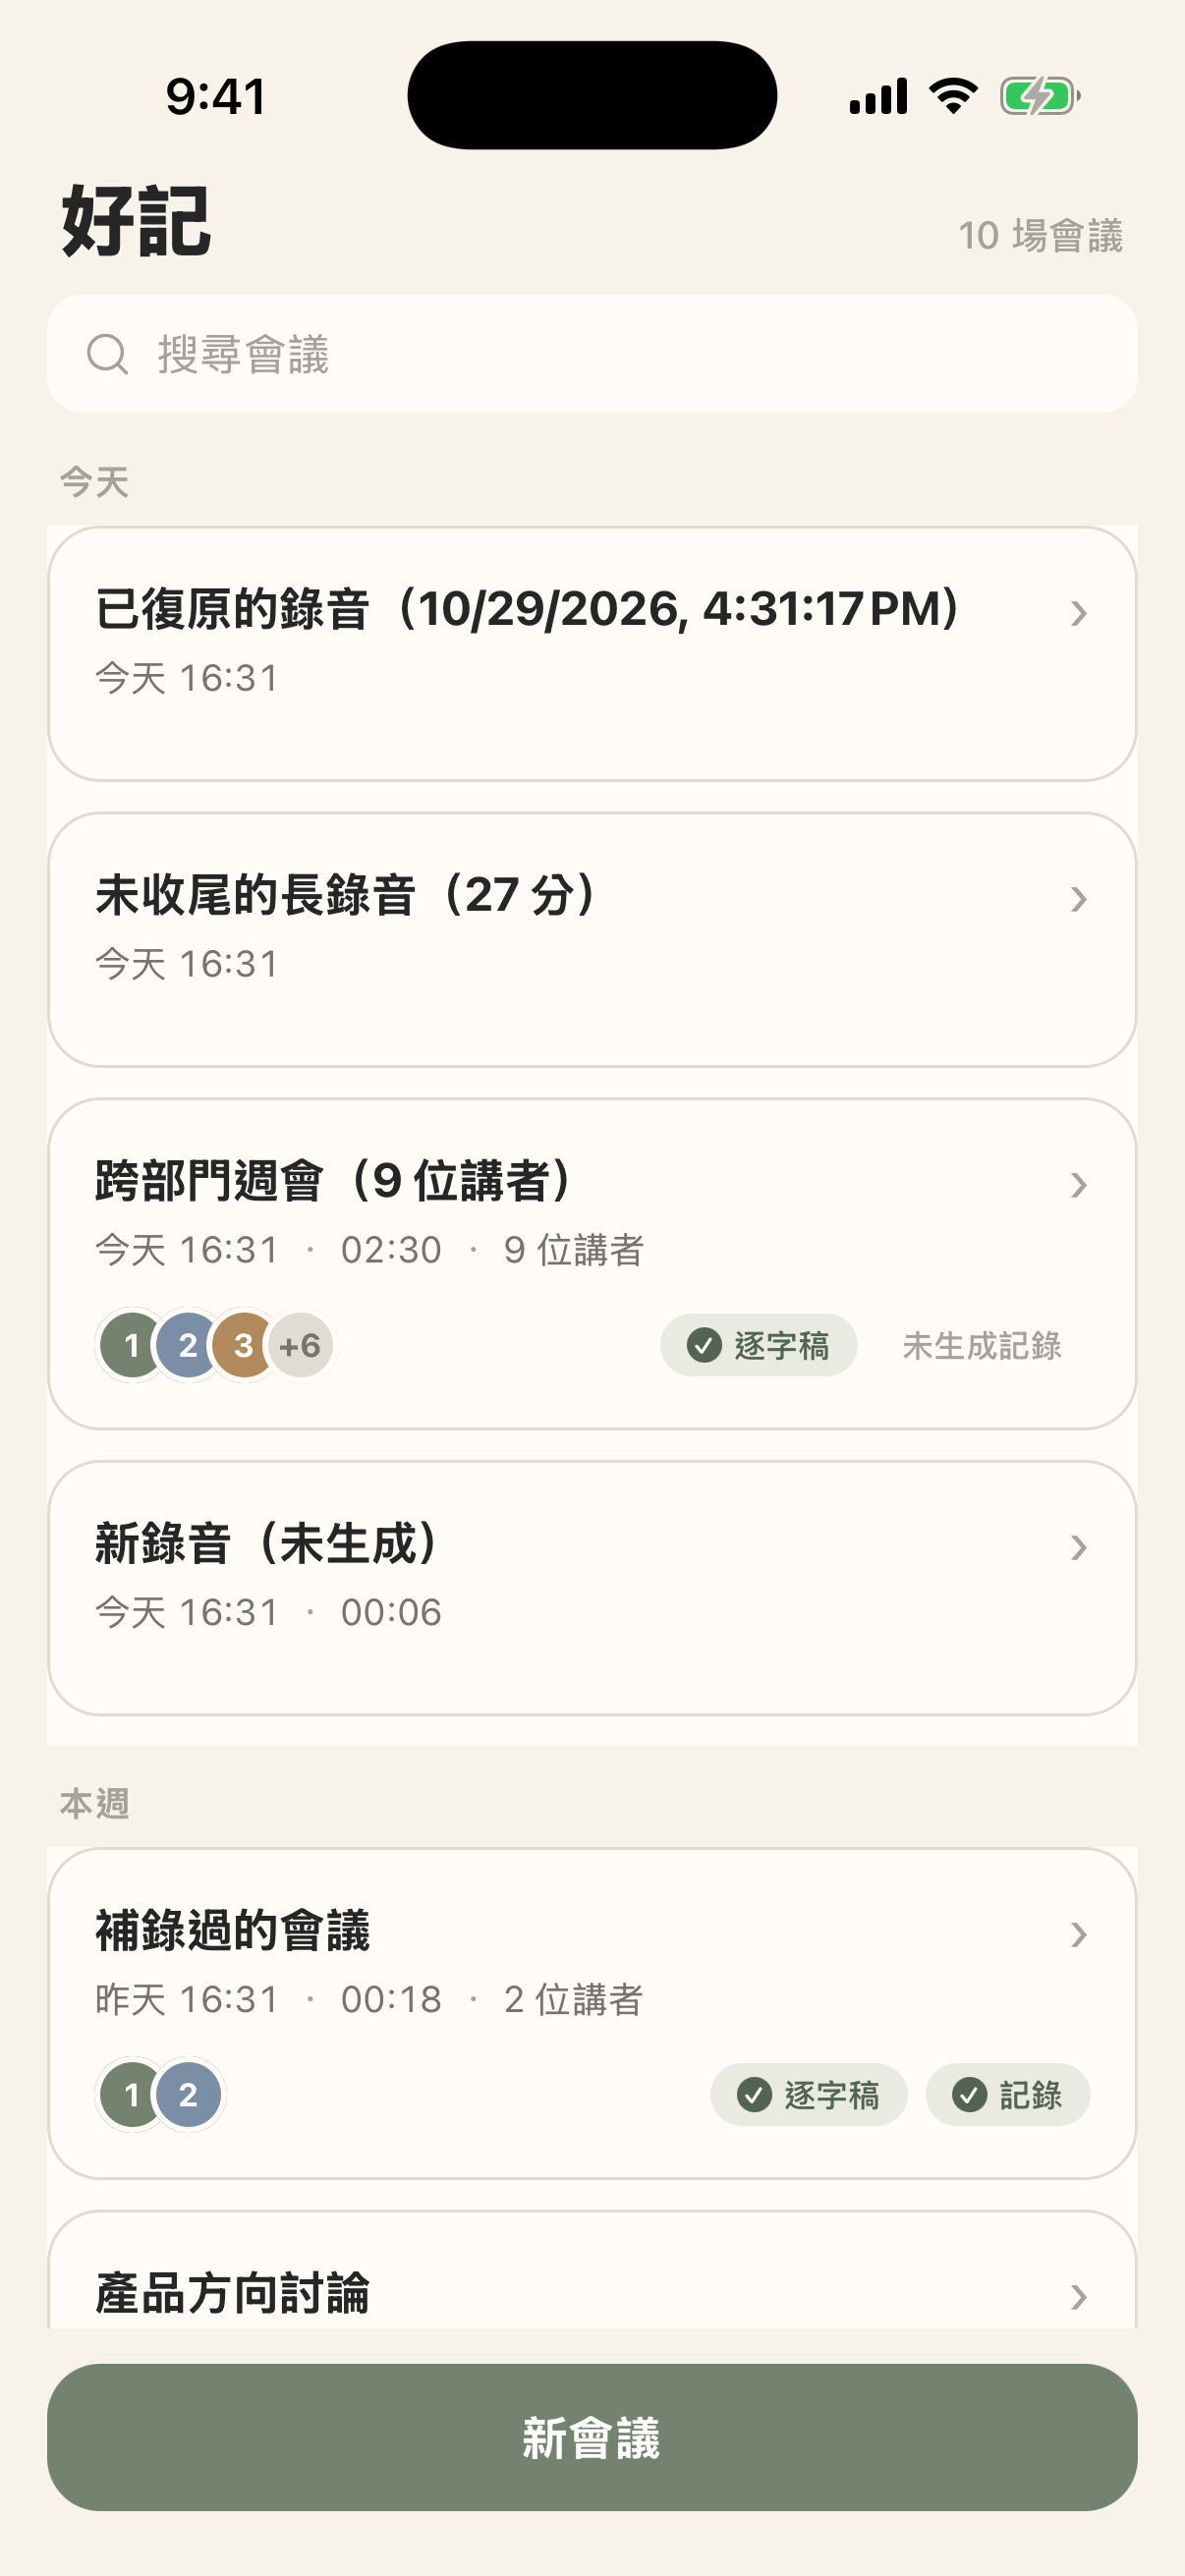 9:41
好記
10 場會議
搜尋會議
今天
已復原的錄音（10/29/2026, 4:31:17 PM）
今天 16:31
未收尾的長錄音（27 分）
今天 16:31
跨部門週會（9 位講者）
今天 16:31 · 02:30 · 9 位講者
1 2 3 +6 逐字稿 未生成記錄
新錄音（未生成）
今天 16:31 · 00:06
本週
補錄過的會議
昨天 16:31 · 00:18 · 2 位講者
1 2 逐字稿 記錄
產品方向討論
新會議